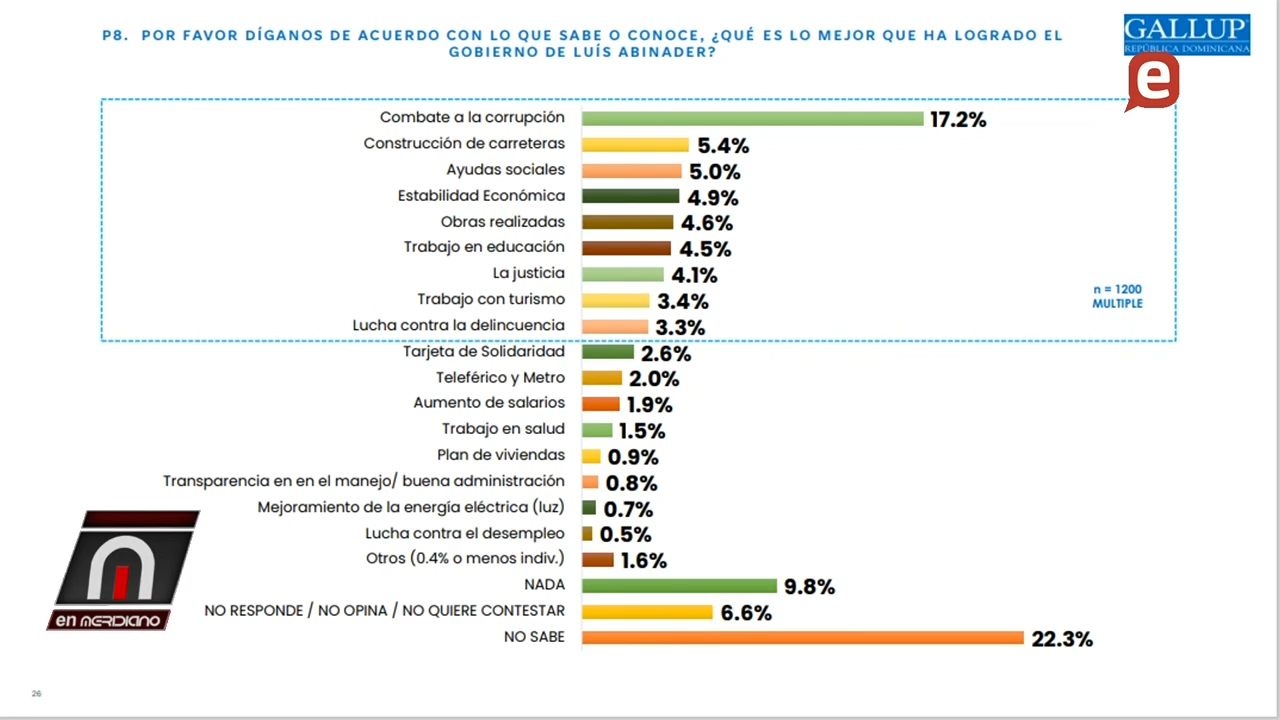 P8. POR FAVOR DÍGANOS DE ACUERDO CON LO QUE SABE O CONOCE, ¿QUÉ ES LO MEJOR QUE HA LOGRADO EL
GOBIERNO DE LUÍS ABINADER?
GALLUP
REPÚBLICA DOMINICANA
e
Combate a la corrupción 17.2%
Construcción de carreteras 5.4%
Ayudas sociales 5.0%
Estabilidad Económica 4.9%
Obras realizadas 4.6%
Trabajo en educación 4.5%
La justicia 4.1%
Trabajo con turismo 3.4%
Lucha contra la delincuencia 3.3%
n = 1200
MULTIPLE
Tarjeta de Solidaridad 2.6%
Teleférico y Metro 2.0%
Aumento de salarios 1.9%
Trabajo en salud 1.5%
Plan de viviendas 0.9%
Transparencia en en el manejo/ buena administración 0.8%
Mejoramiento de la energía eléctrica (luz) 0.7%
Lucha contra el desempleo 0.5%
Otros (0.4% o menos indiv.) 1.6%
NADA 9.8%
NO RESPONDE / NO OPINA / NO QUIERE CONTESTAR 6.6%
NO SABE 22.3%
en MERIDIANO
26